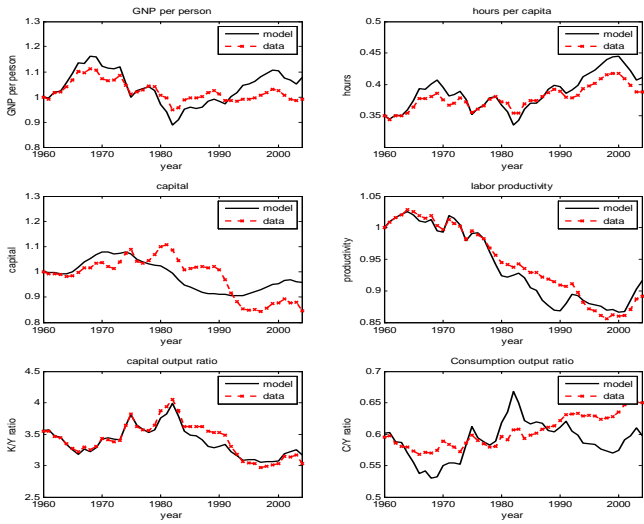 GNP per person
1.3
1.2
1.1
1
0.9
0.8
GNP per person
model
data
1960 1970 1980 1990 2000
year
hours per capita
0.5
0.45
0.4
0.35
hours
model
data
1960 1970 1980 1990 2000
year
capital
1.3
1.2
1.1
1
0.9
0.8
capital
model
data
1960 1970 1980 1990 2000
year
labor productivity
1.05
1
0.95
0.9
0.85
productivity
model
data
1960 1970 1980 1990 2000
year
capital output ratio
4.5
4
3.5
3
2.5
K/Y ratio
model
data
1960 1970 1980 1990 2000
year
Consumption output ratio
0.7
0.65
0.6
0.55
0.5
C/Y ratio
model
data
1960 1970 1980 1990 2000
year